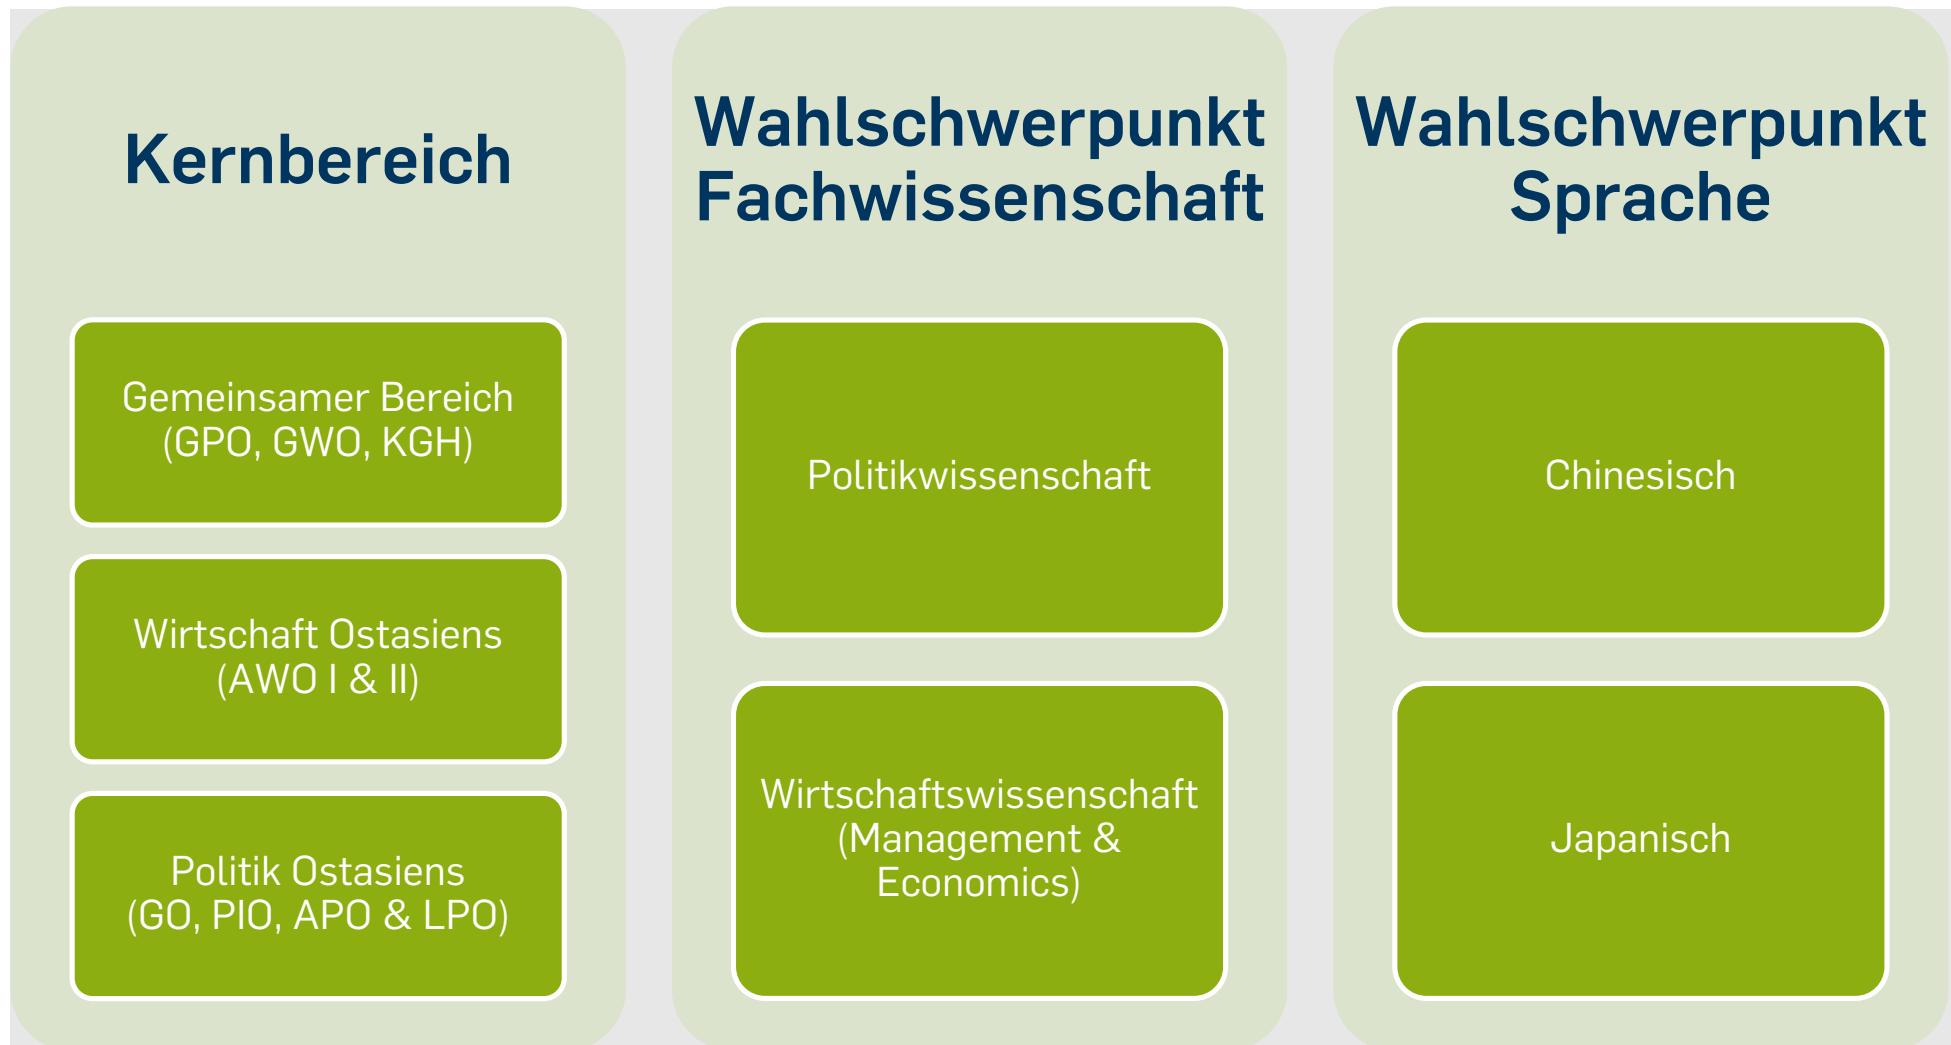 Kernbereich
Gemeinsamer Bereich
(GPO, GWO, KGH)
Wirtschaft Ostasiens
(AWO I & II)
Politik Ostasiens
(GO, PIO, APO & LPO)
Wahlschwerpunkt
Fachwissenschaft
Politikwissenschaft
Wirtschaftswissenschaft
(Management &
Economics)
Wahlschwerpunkt
Sprache
Chinesisch
Japanisch